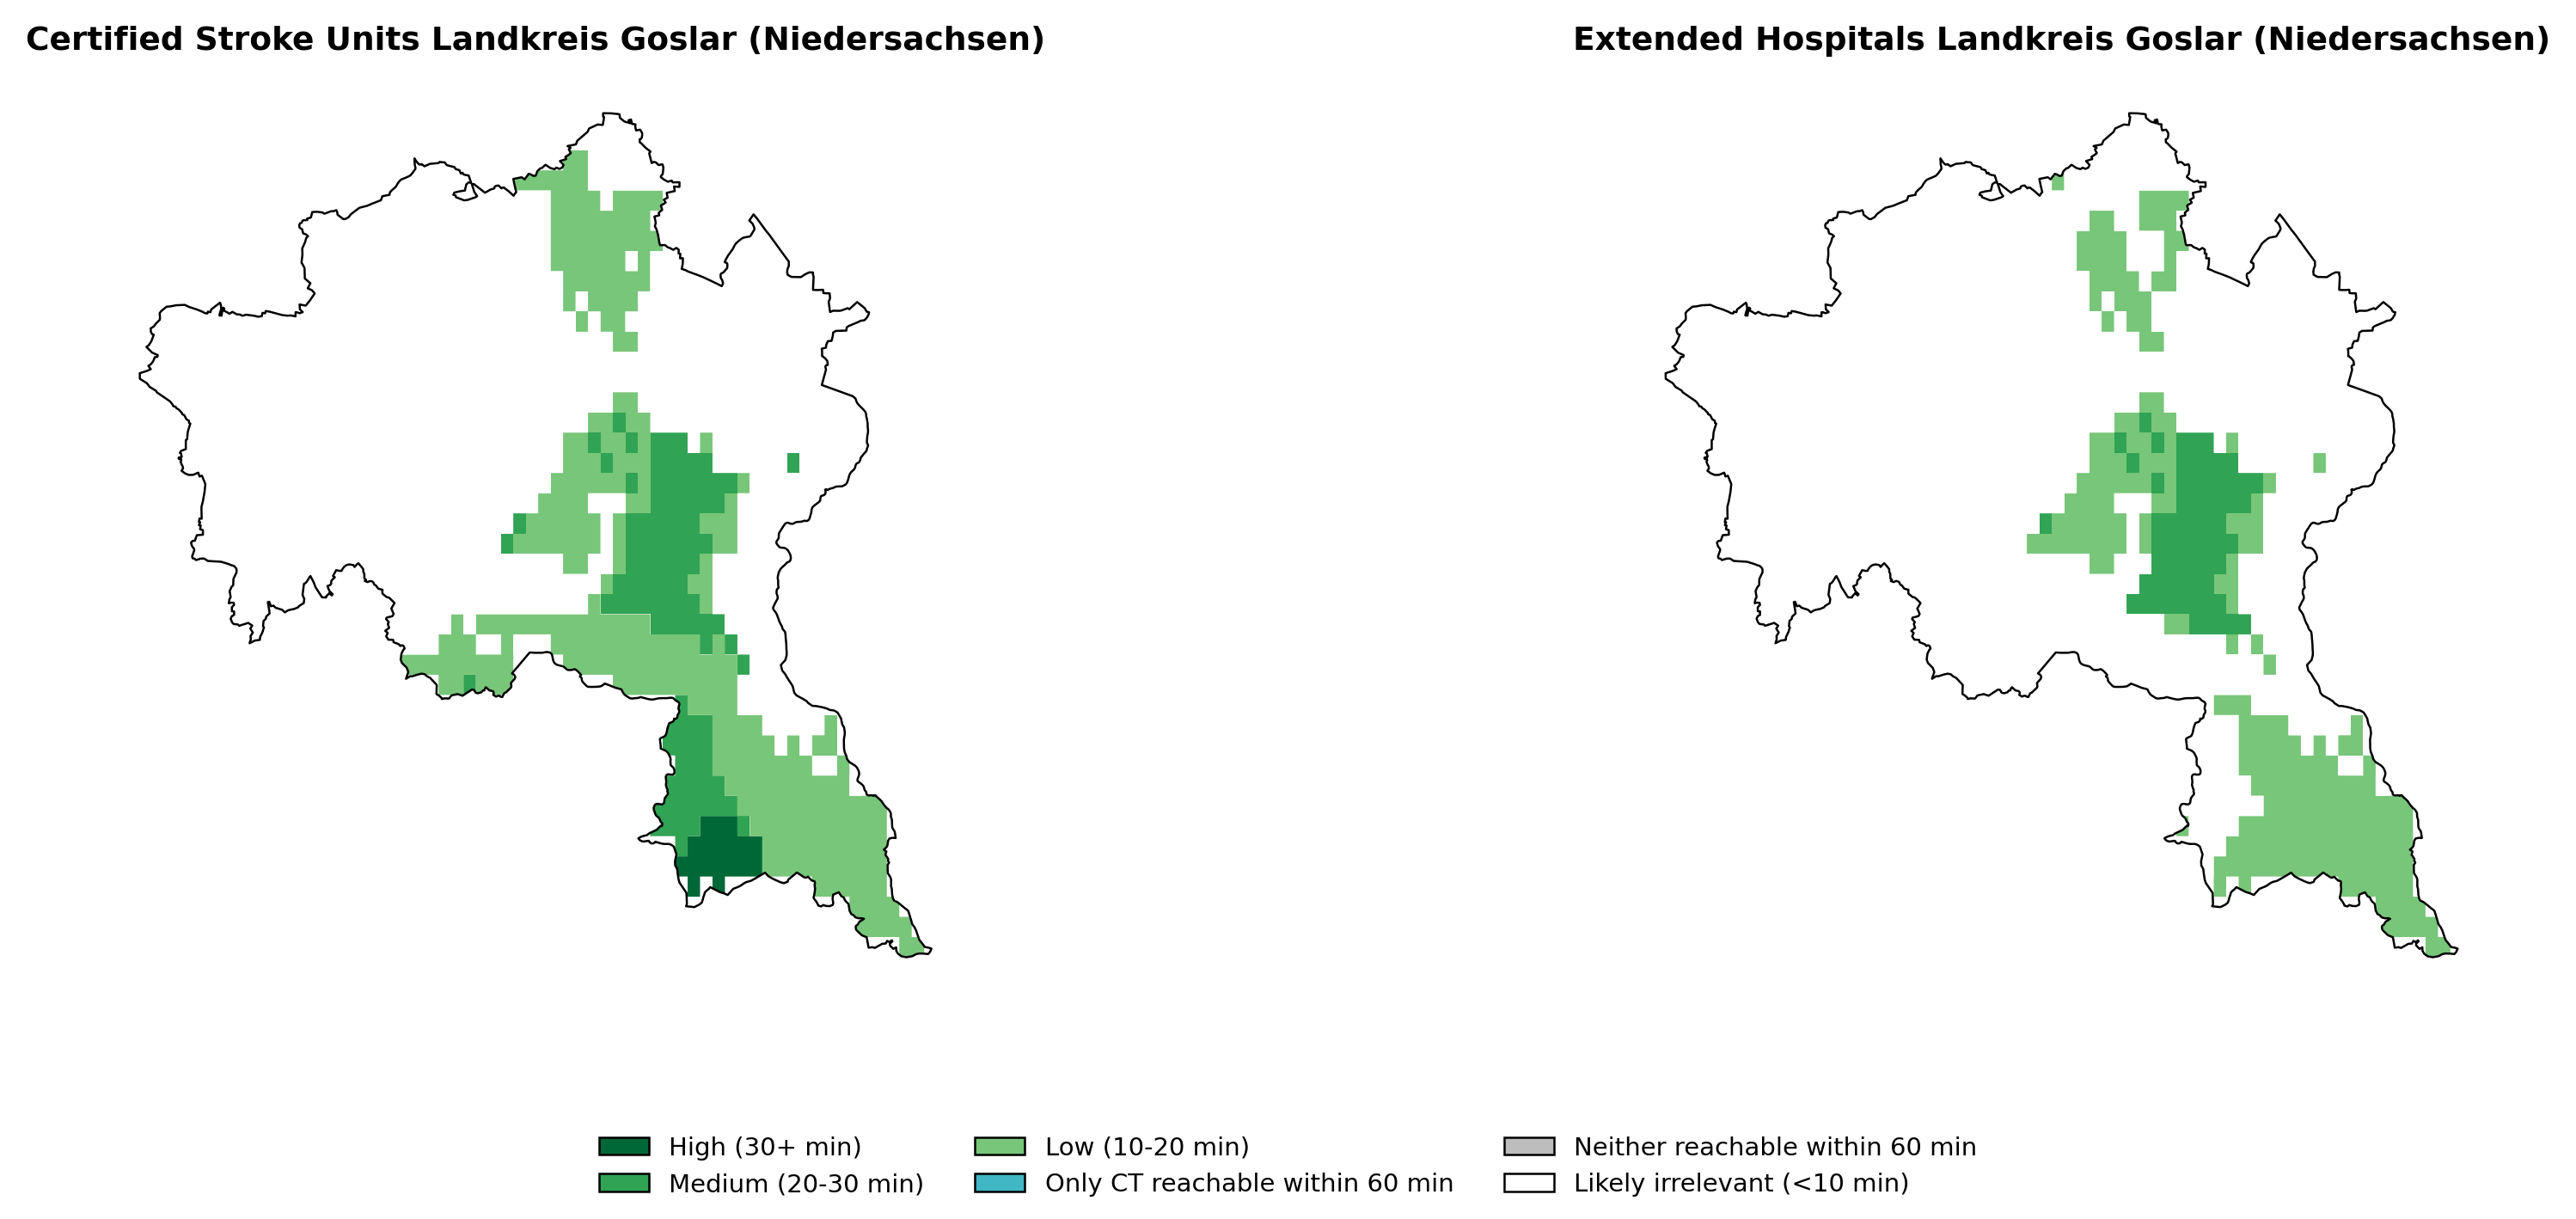 Certified Stroke Units Landkreis Goslar (Niedersachsen)
Extended Hospitals Landkreis Goslar (Niedersachsen)
High (30+ min)
Medium (20-30 min)
Low (10-20 min)
Only CT reachable within 60 min
Neither reachable within 60 min
Likely irrelevant (<10 min)